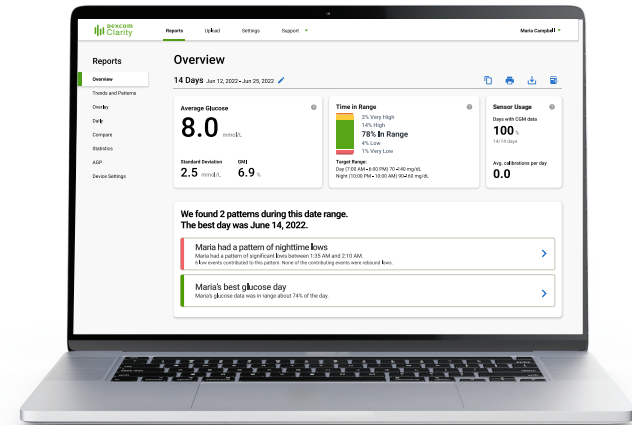 Dexcom
Clarity
Reports Upload Settings Support Maria Campbell
Reports
Overview
Trends and Patterns
Overlay
Daily
Compare
Statistics
AGP
Device Settings
Overview
14 Days Jun 12, 2022 - Jun 25, 2022
Average Glucose
8.0 mmol/L
Standard Deviation GMI
2.5 mmol/L 6.9 %
Time in Range
3% Very High
14% High
78% In Range
4% Low
1% Very Low
Target Range:
Day (7:00 AM - 6:00 PM) 70 -140 mg/dL
Night (10:00 PM - 10:00 AM) 90-160 mg/dL
Sensor Usage
Days with CGM data
100 %
14/14 days
Avg. calibrations per day
0.0
We found 2 patterns during this date range.
The best day was June 14, 2022.
Maria had a pattern of nighttime lows
Maria had a pattern of significant lows between 1:35 AM and 2:10 AM.
6 low events contributed to this pattern. None of the contributing events were rebound lows.
Maria's best glucose day
Maria's glucose data was in range about 74% of the day.